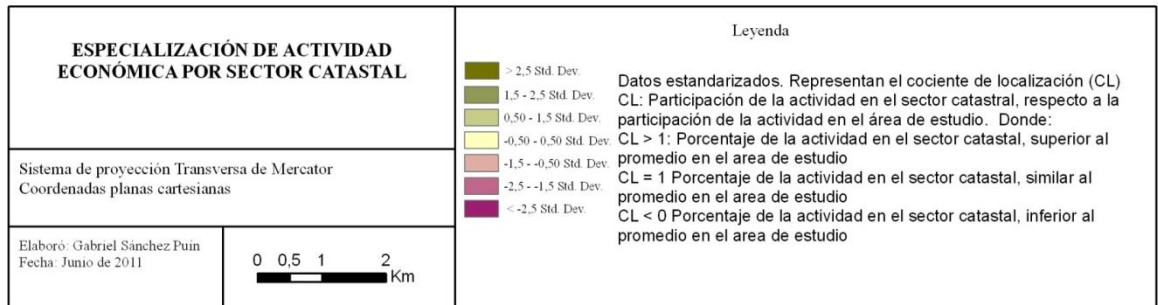 ESPECIALIZACIÓN DE ACTIVIDAD
ECONÓMICA POR SECTOR CATASTAL
Sistema de proyección Transversa de Mercator
Coordenadas planas cartesianas
Elaboró: Gabriel Sánchez Puin
Fecha: Junio de 2011
0 0,5 1 2
Km
Leyenda
> 2,5 Std. Dev.
1,5 - 2,5 Std. Dev.
0,50 - 1,5 Std. Dev.
-0,50 - 0,50 Std. Dev.
-1,5 - -0,50 Std. Dev.
-2,5 - -1,5 Std. Dev.
< -2,5 Std. Dev.
Datos estandarizados. Representan el cociente de localización (CL)
CL: Participación de la actividad en el sector catastral, respecto a la
participación de la actividad en el área de estudio. Donde:
CL > 1: Porcentaje de la actividad en el sector catastal, superior al
promedio en el area de estudio
CL = 1 Porcentaje de la actividad en el sector catastal, similar al
promedio en el area de estudio
CL < 0 Porcentaje de la actividad en el sector catastal, inferior al
promedio en el area de estudio